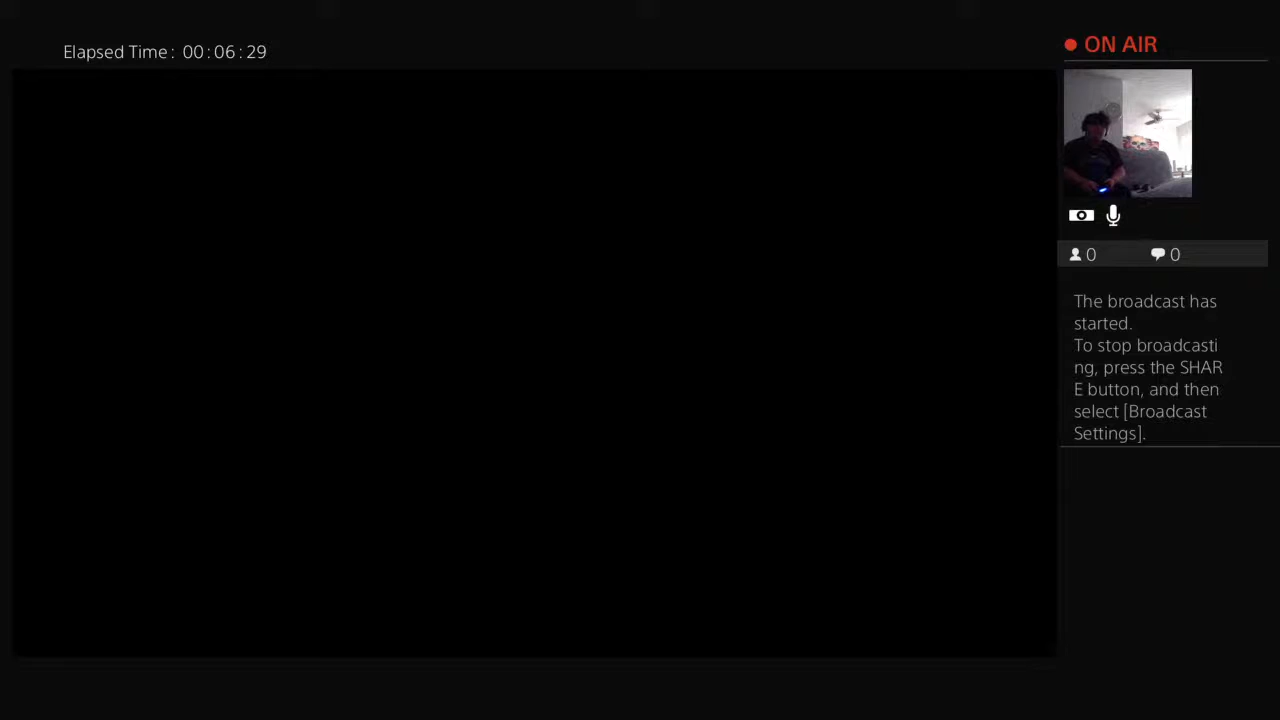 Elapsed Time: 00:06:29
ON AIR
0 0
The broadcast has
started.
To stop broadcasti
ng, press the SHAR
E button, and then
select [Broadcast
Settings].